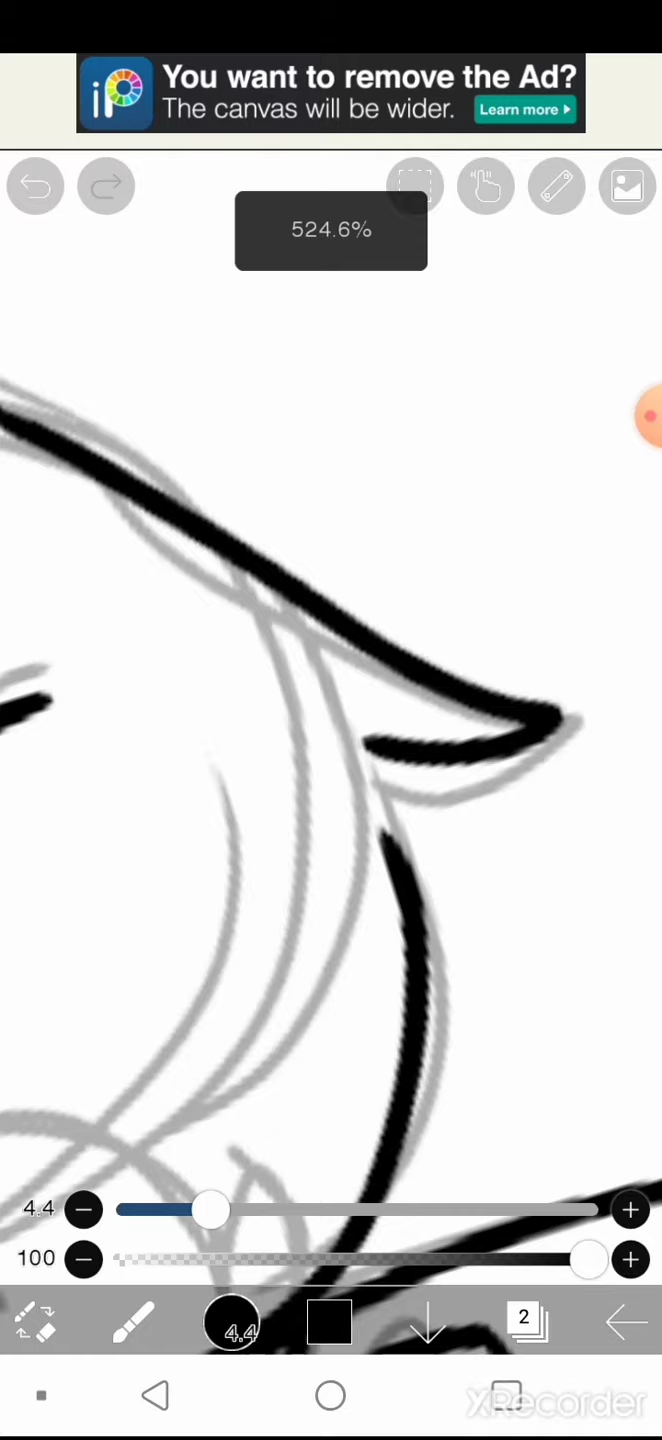 iP
You want to remove the Ad?
The canvas will be wider.
Learn more
524.6%
4.4
100
4.4
2
XRecorder